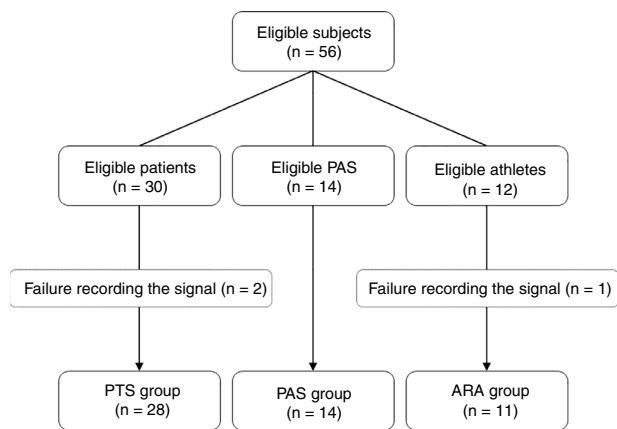 Eligible subjects
(n = 56)
Eligible patients
(n = 30)
Eligible PAS
(n = 14)
Eligible athletes
(n = 12)
Failure recording the signal (n = 2)
Failure recording the signal (n = 1)
PTS group
(n = 28)
PAS group
(n = 14)
ARA group
(n = 11)